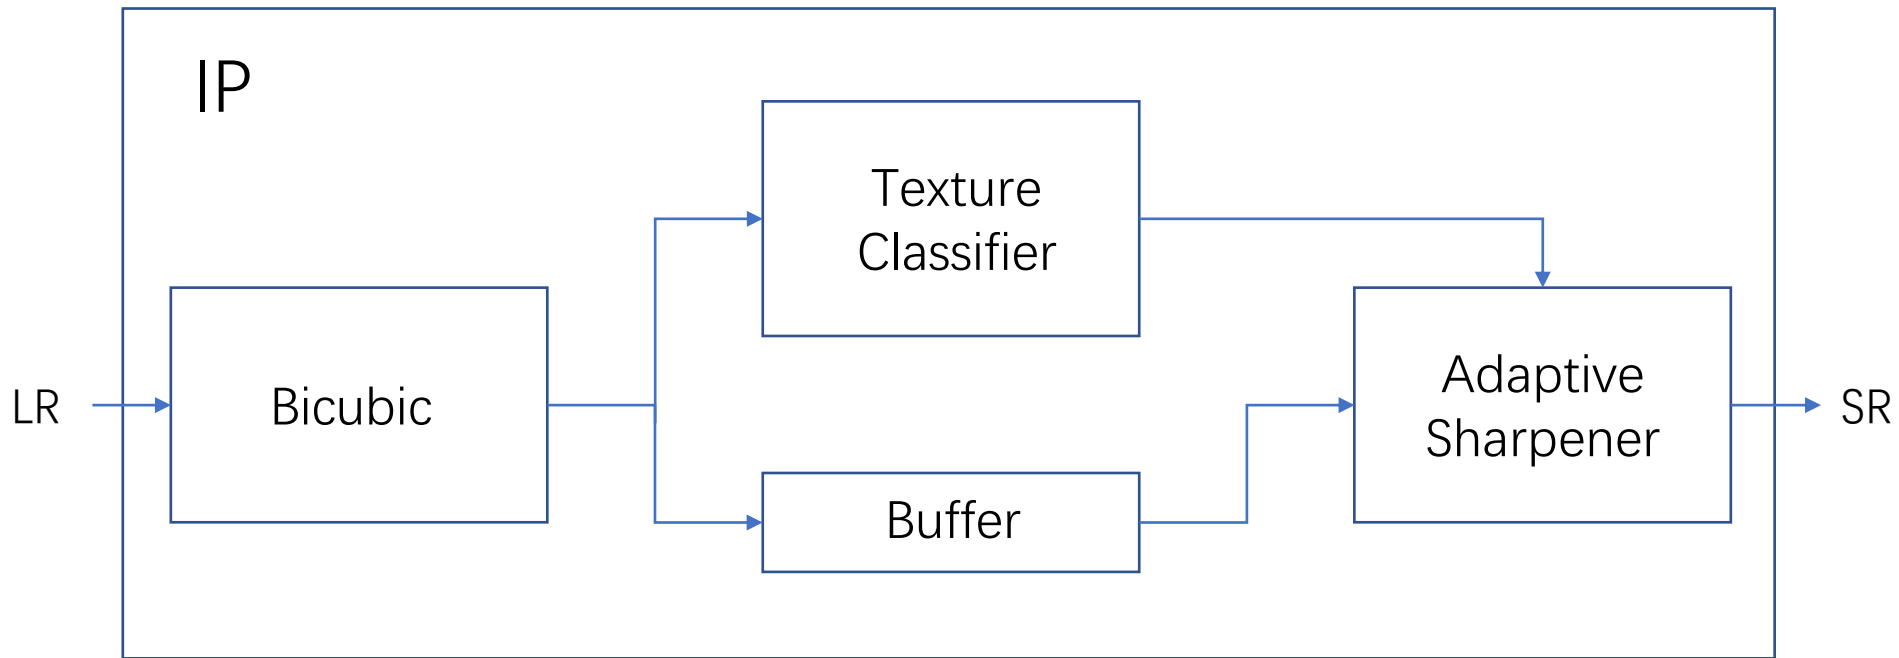 IP
Texture
Classifier
LR
Bicubic
Adaptive
Sharpener
SR
Buffer